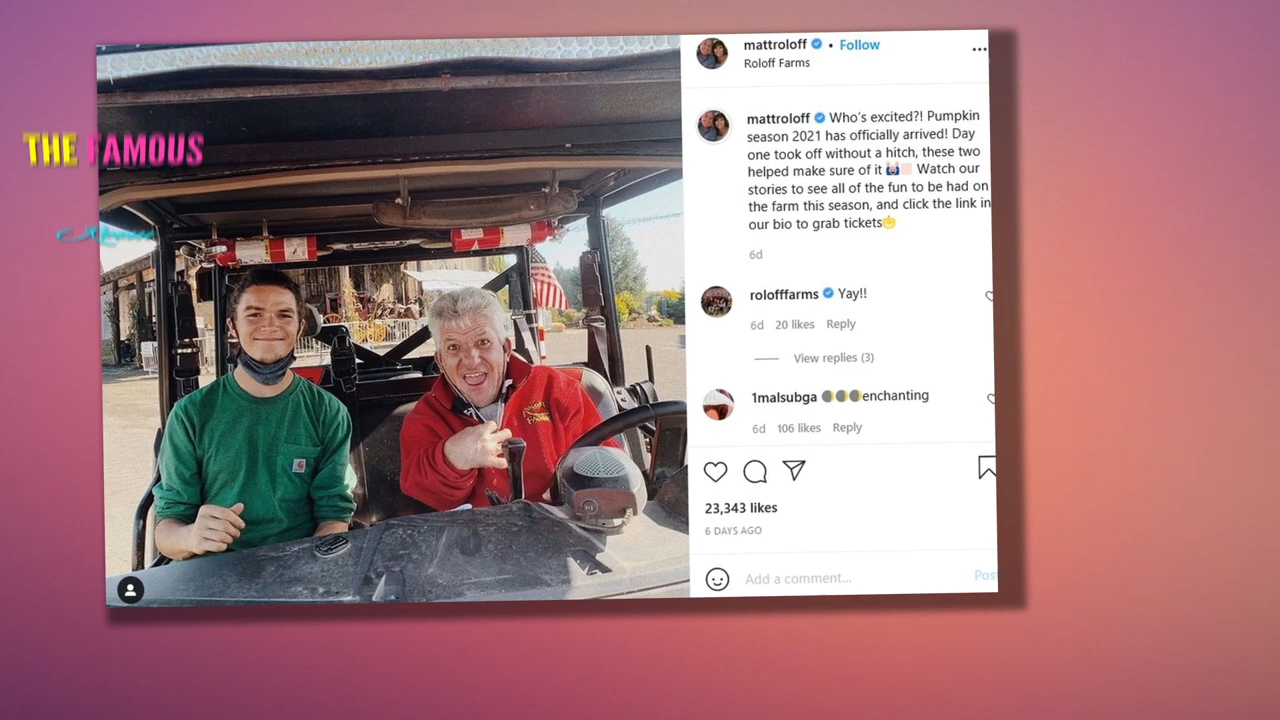 THE FAMOUS
mattroloff • Follow
Roloff Farms
mattroloff Who's excited?! Pumpkin
season 2021 has officially arrived! Day
one took off without a hitch, these two
helped make sure of it Watch our
stories to see all of the fun to be had on
the farm this season, and click the link in
our bio to grab tickets
6d
rolofffarms Yay!!
6d 20 likes Reply
View replies (3)
1malsubga enchanting
6d 106 likes Reply
23,343 likes
6 DAYS AGO
Add a comment...
Post